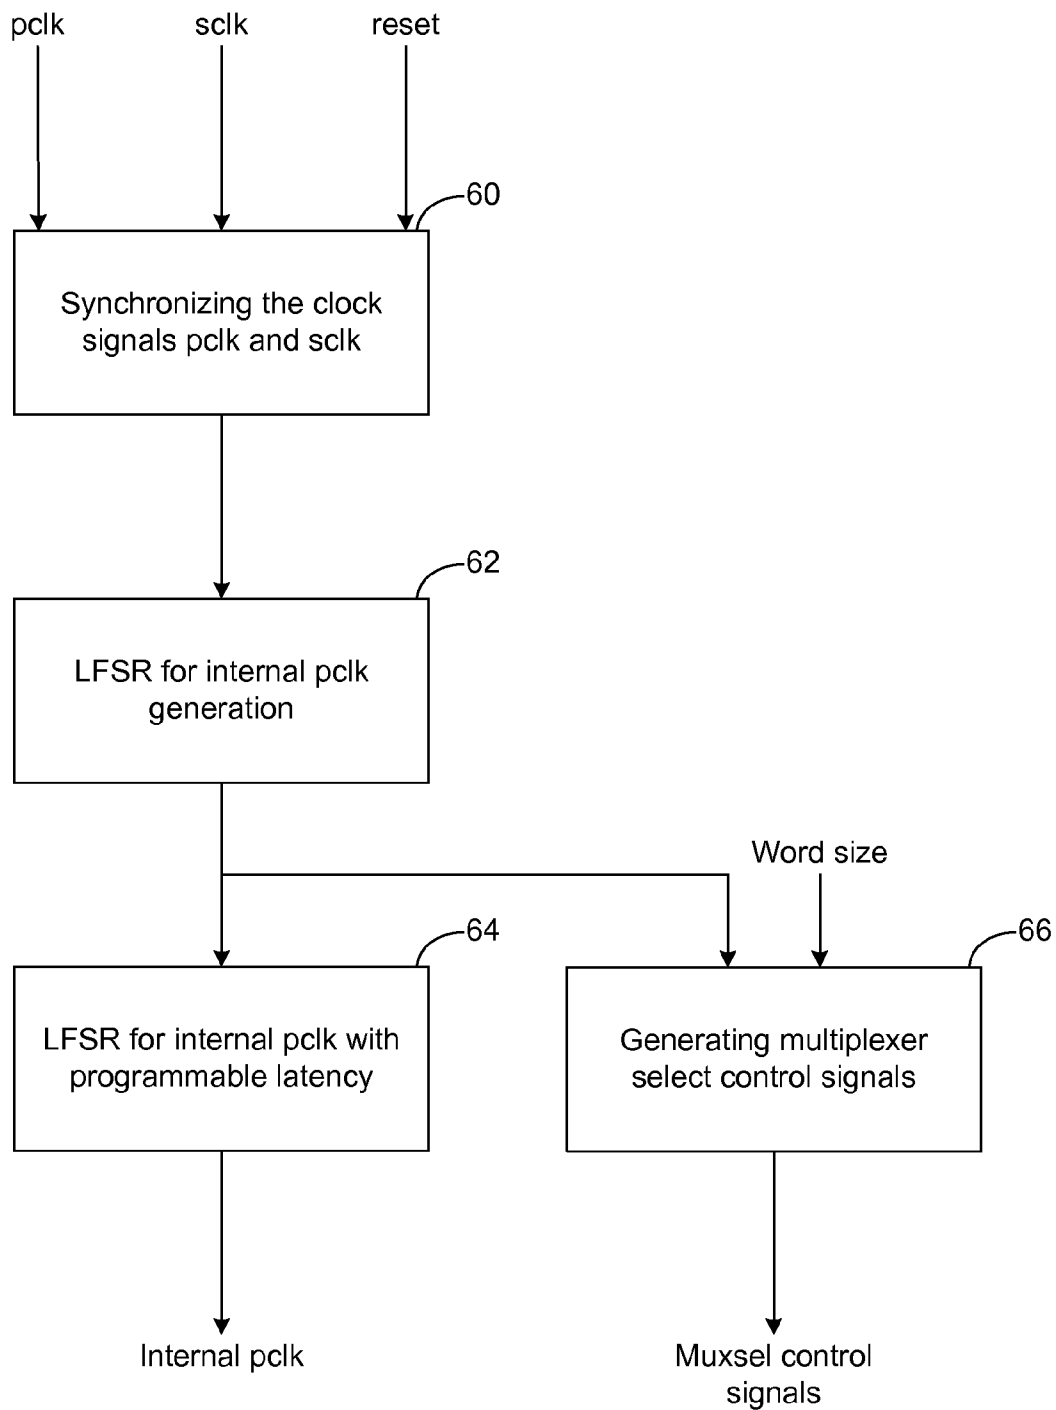 pclk
sclk
reset
60
Synchronizing the clock
signals pclk and sclk
62
LFSR for internal pclk
generation
Word size
64
66
LFSR for internal pclk with
programmable latency
Generating multiplexer
select control signals
Internal pclk
Muxsel control
signals